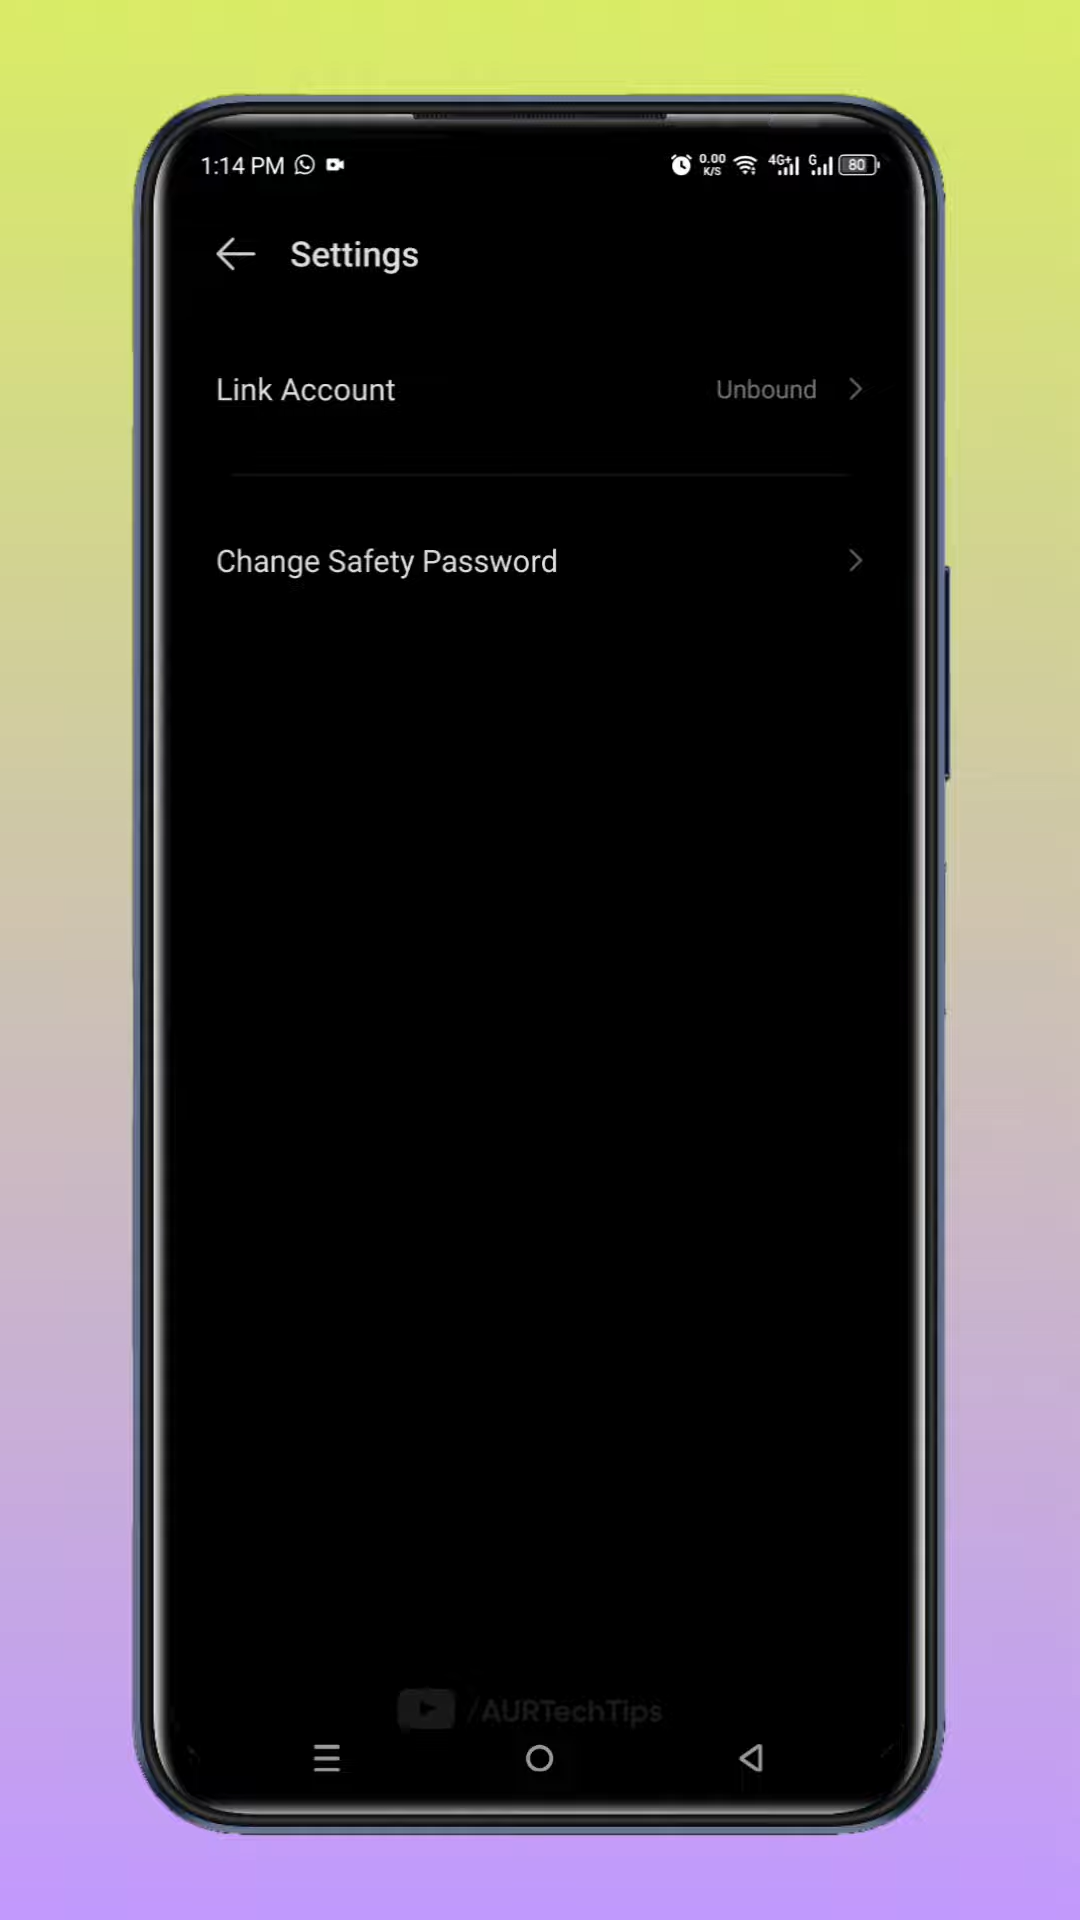 1:14 PM 0.00 K/S 4G+ G 80
Settings
Link Account Unbound
Change Safety Password
/AURTechTips